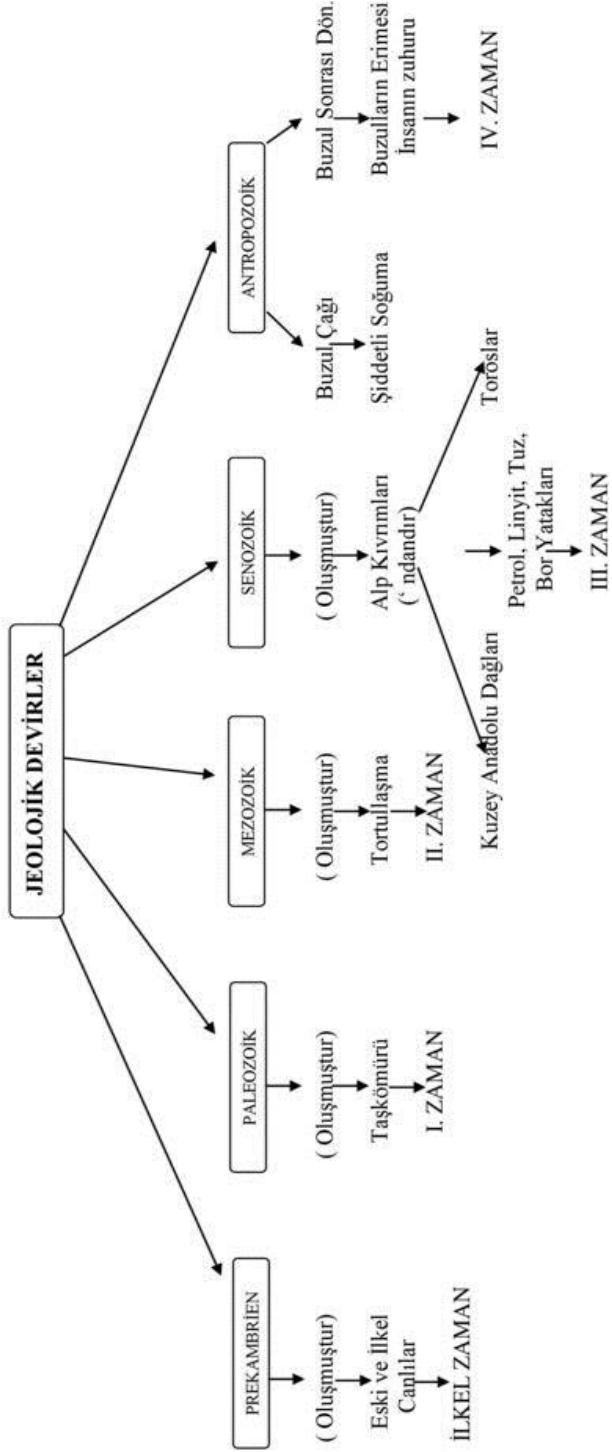 JEOLOJİK DEVİRLER
PREKAMBRİEN
( Oluşmuştur)
Eski ve İlkel
Canlılar
İLKEL ZAMAN
PALEOZOİK
( Oluşmuştur)
Taşkömürü
I. ZAMAN
MEZOZOİK
( Oluşmuştur)
Tortullaşma
II. ZAMAN
SENOZOİK
( Oluşmuştur)
Alp Kıvrımları
(‘ ndandır)
Kuzey Anadolu Dağları
Toroslar
Petrol, Linyit, Tuz,
Bor Yatakları
III. ZAMAN
ANTROPOZOİK
Buzul Çağı
Şiddetli Soğuma
Buzul Sonrası Dön.
Buzulların Erimesi
İnsanın zuhuru
IV. ZAMAN